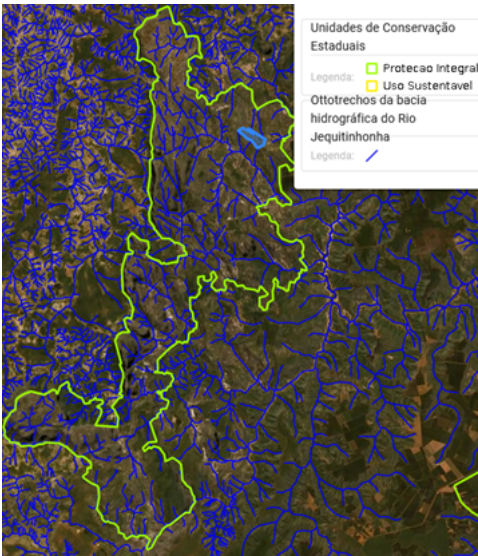 Unidades de Conservação
Estaduais
Legenda:
Protecao Integral
Uso Sustentavel
Ottotrechos da bacia
hidrográfica do Rio
Jequitinhonha
Legenda: